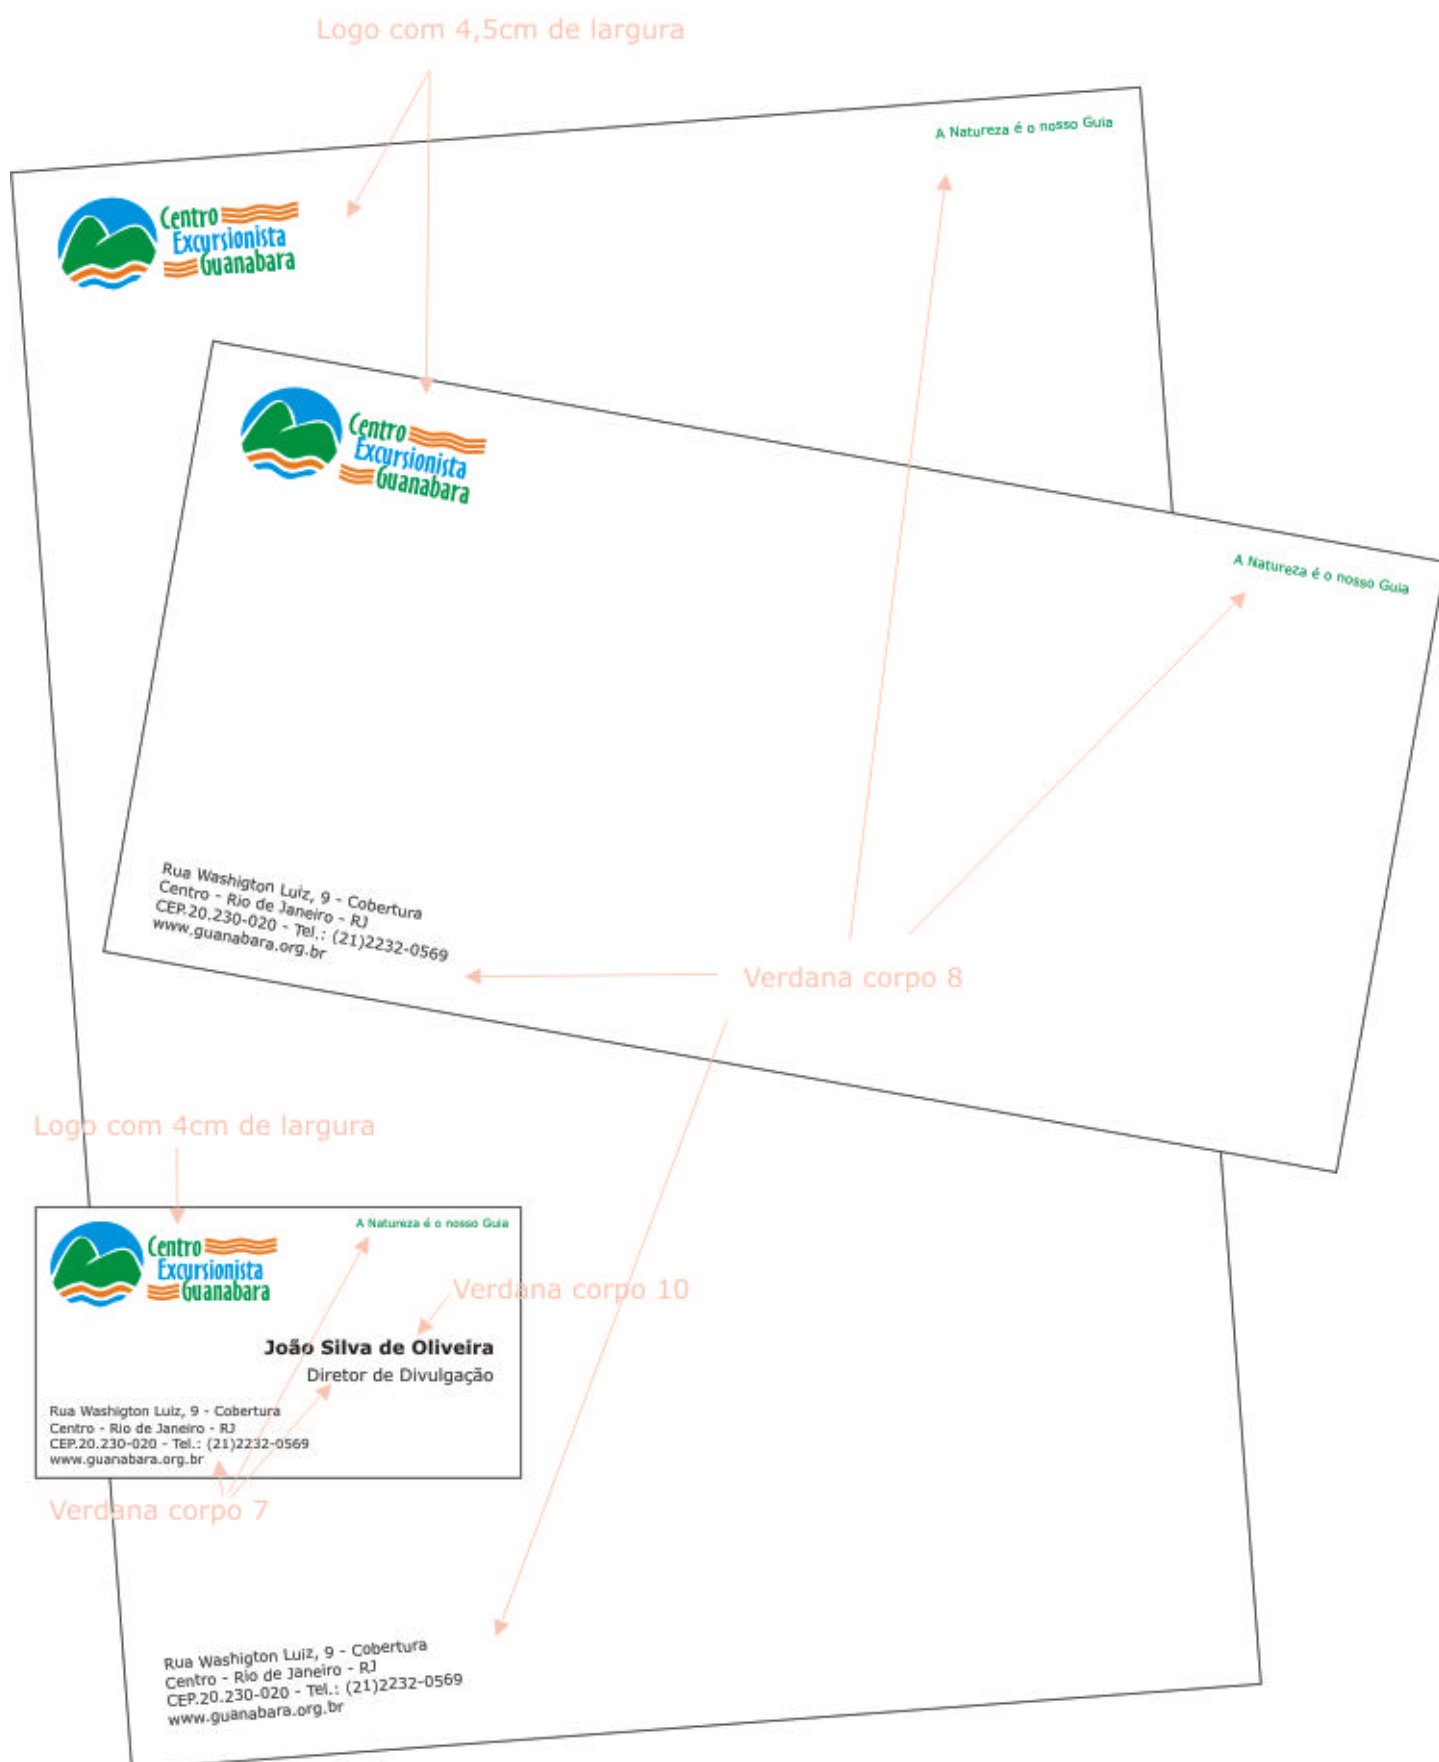 Logo com 4,5cm de largura
A Natureza é o nosso Guia
Centro
Excursionista
Guanabara
Centro
Excursionista
Guanabara
A Natureza é o nosso Guia
Rua Washigton Luiz, 9 - Cobertura
Centro - Rio de Janeiro - RJ
CEP.20.230-020 - Tel.: (21)2232-0569
www.guanabara.org.br
Verdana corpo 8
Logo com 4cm de largura
A Natureza é o nosso Guia
Centro
Excursionista
Guanabara
Verdana corpo 10
João Silva de Oliveira
Diretor de Divulgação
Rua Washigton Luiz, 9 - Cobertura
Centro - Rio de Janeiro - RJ
CEP.20.230-020 - Tel.: (21)2232-0569
www.guanabara.org.br
Verdana corpo 7
Rua Washigton Luiz, 9 - Cobertura
Centro - Rio de Janeiro - RJ
CEP.20.230-020 - Tel.: (21)2232-0569
www.guanabara.org.br